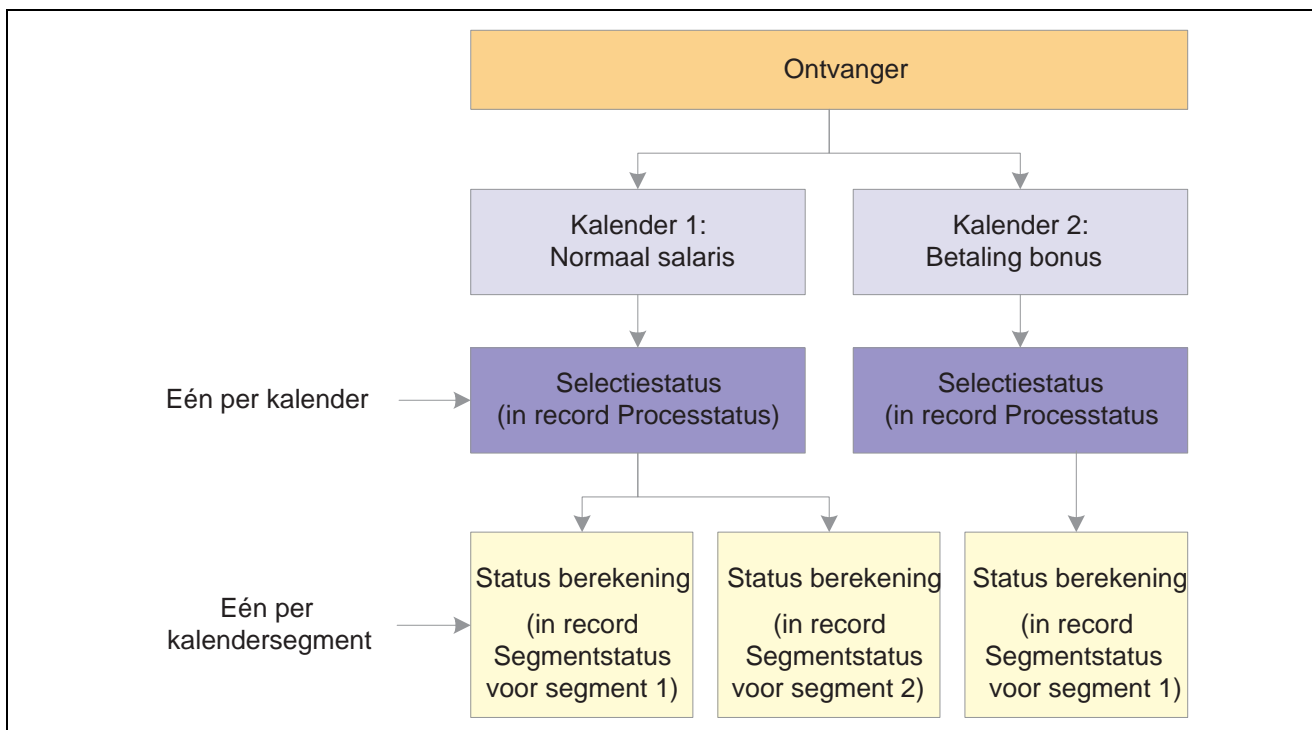 Ontvanger
Kalender 1:
Normaal salaris
Kalender 2:
Betaling bonus
Eén per kalender
Selectiestatus
(in record Processtatus)
Selectiestatus
(in record Processtatus
Eén per
kalendersegment
Status berekening
(in record
Segmentstatus
voor segment 1)
Status berekening
(in record
Segmentstatus
voor segment 2)
Status berekening
(in record
Segmentstatus
voor segment 1)